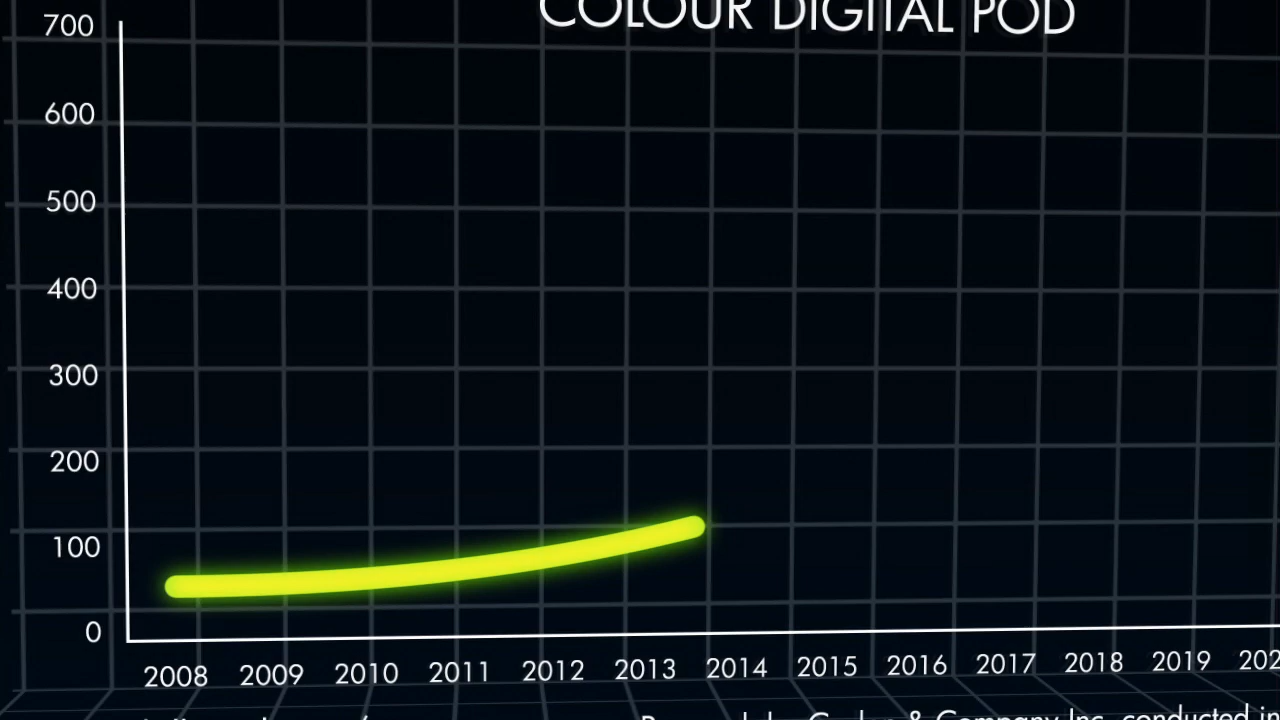 COLOUR DIGITAL POD
700
600
500
400
300
200
100
0
2008 2009 2010 2011 2012 2013 2014 2015 2016 2017 2018 2019
& Company Inc. conducted in